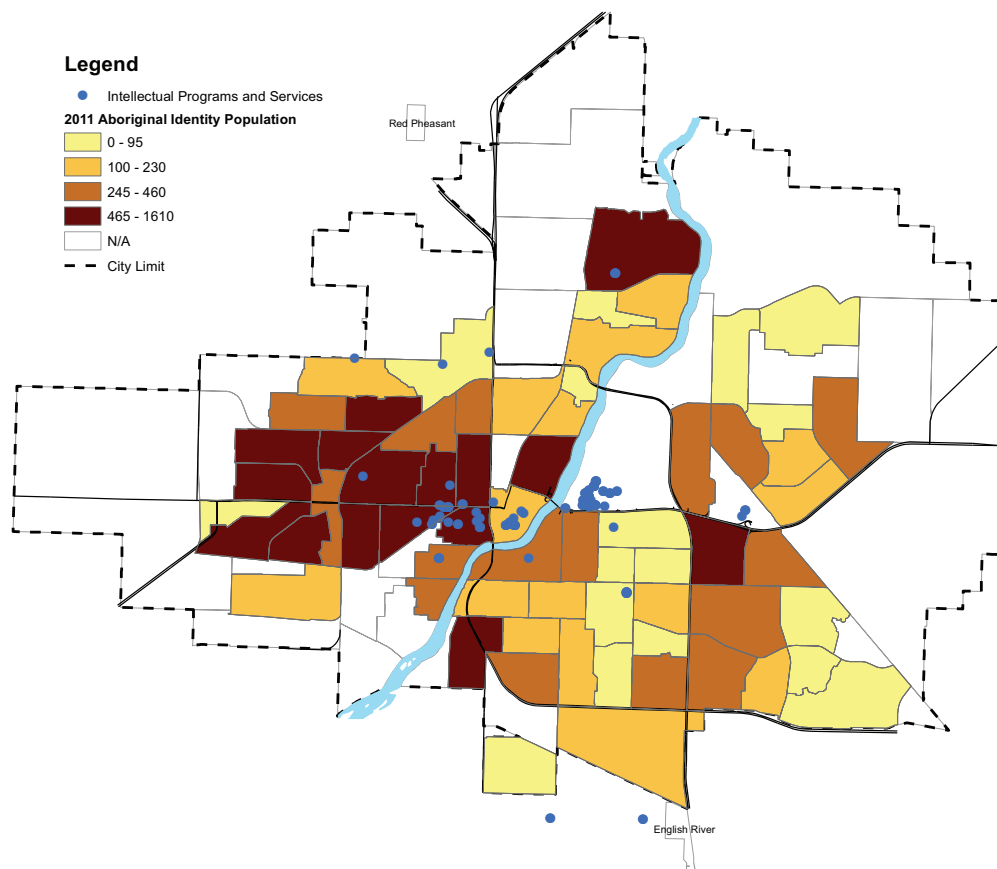 Legend
Intellectual Programs and Services
2011 Aboriginal Identity Population
0 - 95
100 - 230
245 - 460
465 - 1610
N/A
City Limit
Red Pheasant
English River